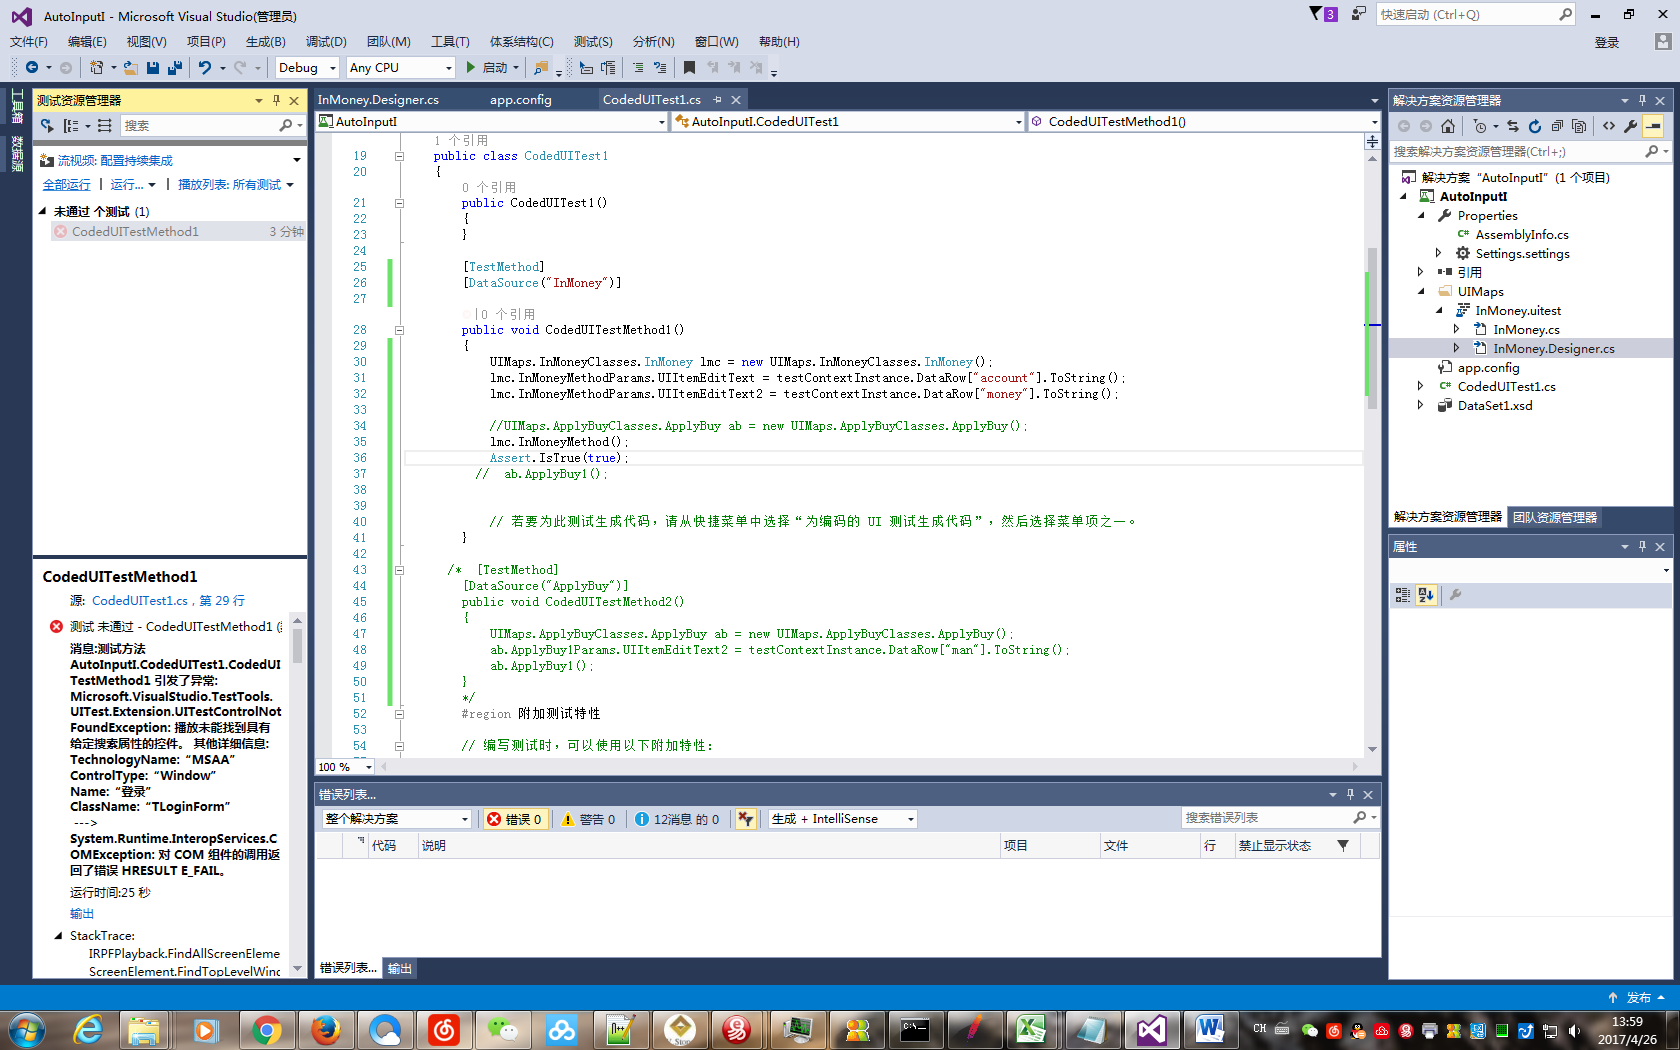 AutoInputI - Microsoft Visual Studio(管理员)
3
快速启动 (Ctrl+Q)
文件(F) 编辑(E) 视图(V) 项目(P) 生成(B) 调试(D) 团队(M) 工具(T) 体系结构(C) 测试(S) 分析(N) 窗口(W) 帮助(H)
登录
Debug Any CPU 启动
工具箱
数据源
测试资源管理器
搜索
流视频: 配置持续集成
全部运行 运行... 播放列表: 所有测试
未通过 个测试 (1)
CodedUITestMethod1 3 分钟
CodedUITestMethod1
源: CodedUITest1.cs，第 29 行
测试 未通过 - CodedUITestMethod1
消息:测试方法
AutoInputI.CodedUITest1.CodedUI
TestMethod1 引发了异常:
Microsoft.VisualStudio.TestTools.
UITest.Extension.UITestControlNot
FoundException: 播放未能找到具有
给定搜索属性的控件。 其他详细信息:
TechnologyName: “MSAA”
ControlType: “Window”
Name: “登录”
ClassName: “TLoginForm”
--->
System.Runtime.InteropServices.C
OMException: 对 COM 组件的调用返
回了错误 HRESULT E_FAIL。
运行时间:25 秒
输出
StackTrace:
IRPFPlayback.FindAllScreenEleme
ScreenElement.FindTopLevelWinc
InMoney.Designer.cs app.config CodedUITest1.cs
AutoInputI AutoInputI.CodedUITest1 CodedUITestMethod1()
1 个引用
19 public class CodedUITest1
20 {
0 个引用
21 public CodedUITest1()
22 {
23 }
24
25 [TestMethod]
26 [DataSource("InMoney")]
27
|0 个引用
28 public void CodedUITestMethod1()
29 {
30 UIMaps.InMoneyClasses.InMoney lmc = new UIMaps.InMoneyClasses.InMoney();
31 lmc.InMoneyMethodParams.UIItemEditText = testContextInstance.DataRow["account"].ToString();
32 lmc.InMoneyMethodParams.UIItemEditText2 = testContextInstance.DataRow["money"].ToString();
33
34 //UIMaps.ApplyBuyClasses.ApplyBuy ab = new UIMaps.ApplyBuyClasses.ApplyBuy();
35 lmc.InMoneyMethod();
36 Assert.IsTrue(true);
37 // ab.ApplyBuy1();
38
39
40 // 若要为此测试生成代码，请从快捷菜单中选择“为编码的 UI 测试生成代码”，然后选择菜单项之一。
41 }
42
43 /* [TestMethod]
44 [DataSource("ApplyBuy")]
45 public void CodedUITestMethod2()
46 {
47 UIMaps.ApplyBuyClasses.ApplyBuy ab = new UIMaps.ApplyBuyClasses.ApplyBuy();
48 ab.ApplyBuy1Params.UIItemEditText2 = testContextInstance.DataRow["man"].ToString();
49 ab.ApplyBuy1();
50 }
51 */
52 #region 附加测试特性
53
54 // 编写测试时，可以使用以下附加特性:
100 %
错误列表...
整个解决方案 错误 0 警告 0 12消息 的 0 生成 + IntelliSense 搜索错误列表
代码 说明 项目 文件 行 禁止显示状态
错误列表... 输出
解决方案资源管理器
搜索解决方案资源管理器(Ctrl+;)
解决方案 “AutoInputI” (1 个项目)
AutoInputI
Properties
AssemblyInfo.cs
Settings.settings
引用
UIMaps
InMoney.uitest
InMoney.cs
InMoney.Designer.cs
app.config
CodedUITest1.cs
DataSet1.xsd
解决方案资源管理器 团队资源管理器
属性
发布
CH
13:59
2017/4/26